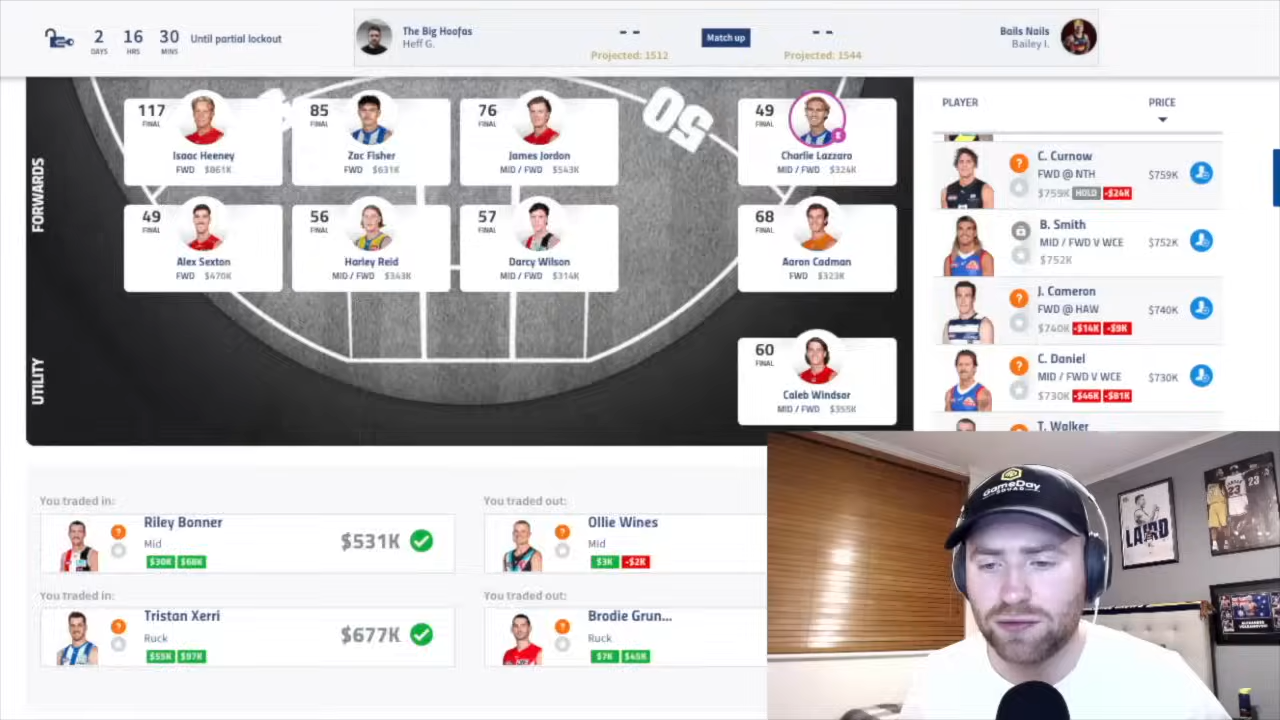 2 16 30 Until partial lockout
DAYS HRS MINS
The Big Hoofas
Heff G.
--
Projected: 1512
Match up
--
Projected: 1544
Bails Nails
Bailey I.
FORWARDS
50
117 FINAL
Isaac Heeney
FWD $861K
85 FINAL
Zac Fisher
FWD $631K
76 FINAL
James Jordon
MID / FWD $543K
49 FINAL
Charlie Lazzaro
MID / FWD $324K
49 FINAL
Alex Sexton
FWD $470K
56 FINAL
Harley Reid
MID / FWD $343K
57 FINAL
Darcy Wilson
MID / FWD $314K
68 FINAL
Aaron Cadman
FWD $323K
UTILITY
60 FINAL
Caleb Windsor
MID / FWD $355K
PLAYER PRICE
C. Curnow
FWD @ NTH $759K
$759K HOLD -$24K
B. Smith
MID / FWD V WCE $752K
$752K
J. Cameron
FWD @ HAW $740K
$740K -$14K -$9K
C. Daniel
MID / FWD V WCE $730K
$730K -$46K -$81K
T. Walker
You traded in:
Riley Bonner
Mid
$30K $68K
$531K
You traded out:
Ollie Wines
Mid
$3K -$2K
You traded in:
Tristan Xerri
Ruck
$55K $97K
$677K
You traded out:
Brodie Grun...
Ruck
$7K $45K
GameDay
SQUAD
LAIRD
23
23